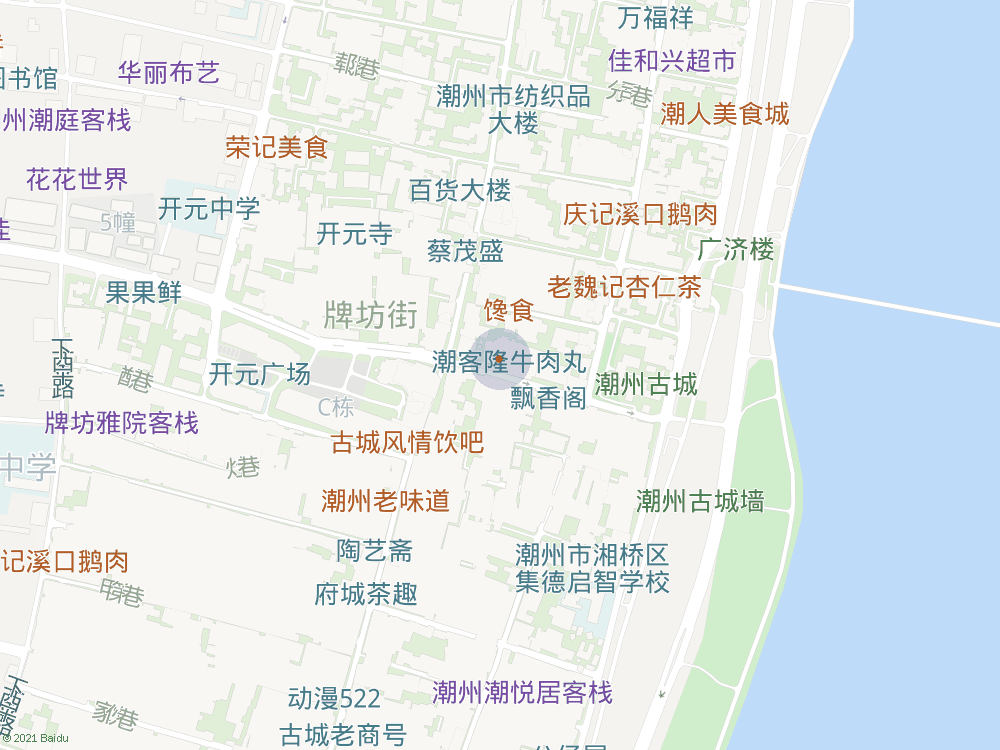 万福祥
佳和兴超市
郱巷
华丽布艺
图书馆
潮州市纺织品
大楼
分巷
潮人美食城
州潮庭客栈
荣记美食
花花世界
百货大楼
5幢
开元中学
庆记溪口鹅肉
开元寺
蔡茂盛
广济楼
老魏记杏仁茶
果果鲜
馋食
牌坊街
潮客隆牛肉丸
下西平路
开元广场
潮州古城
飘香阁
C栋
牌坊雅院客栈
古城风情饮吧
中学
潮州老味道
潮州古城墙
陶艺斋
潮州市湘桥区
集德启智学校
记溪口鹅肉
府城茶趣
甲第巷
潮州潮悦居客栈
动漫522
家伙巷
古城老商号
© 2021 Baidu